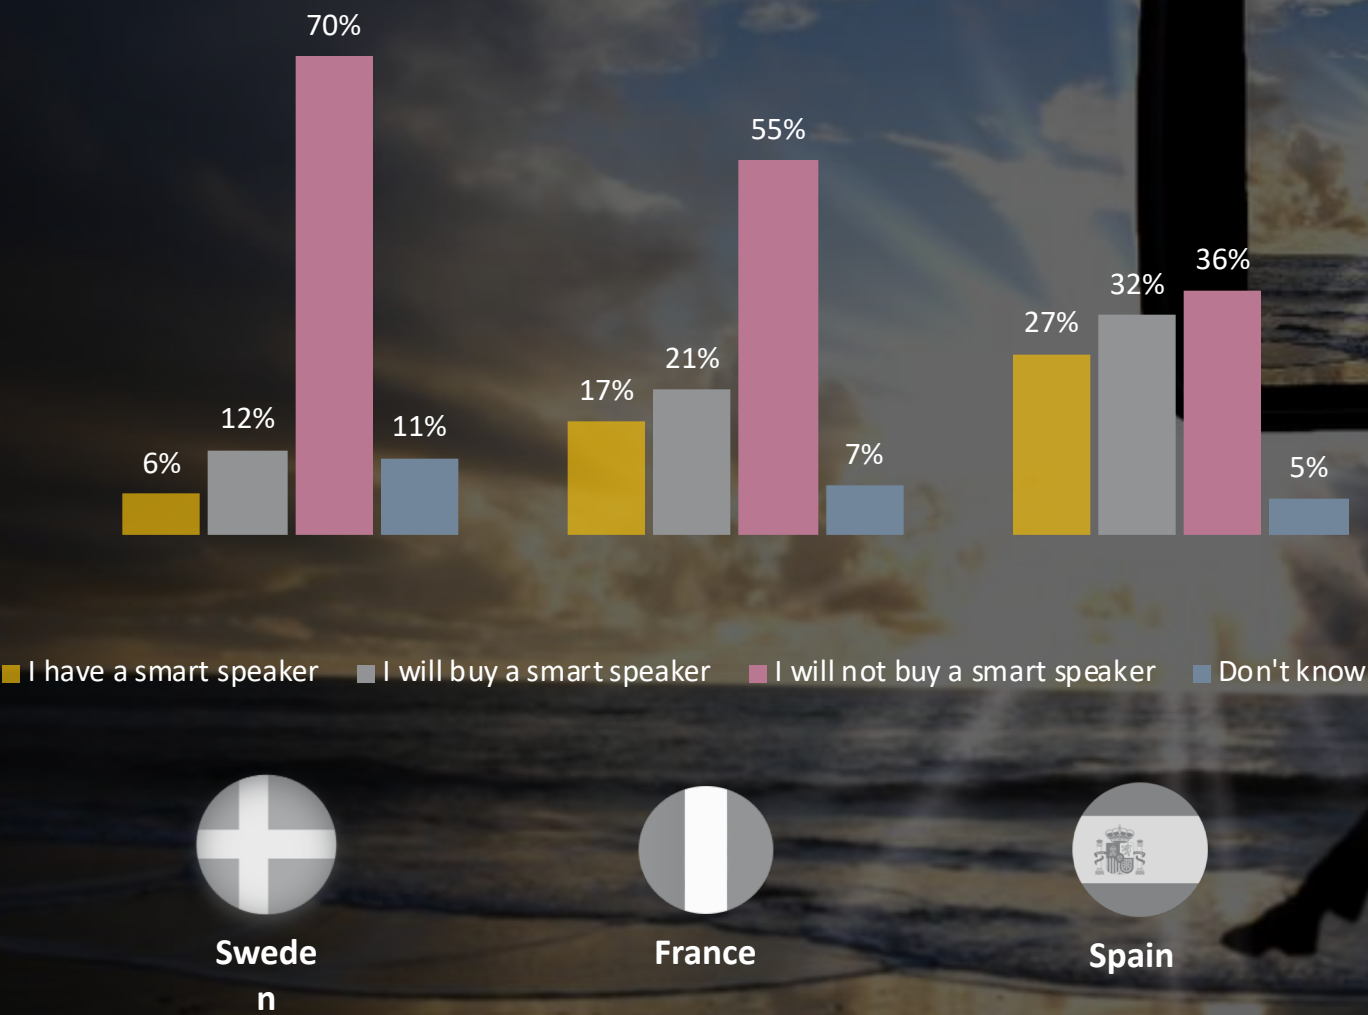 70%
55%
36%
32%
27%
21%
17%
12%
11%
7%
6%
5%
I have a smart speaker
I will buy a smart speaker
I will not buy a smart speaker
Don't know
Swede
n
France
Spain